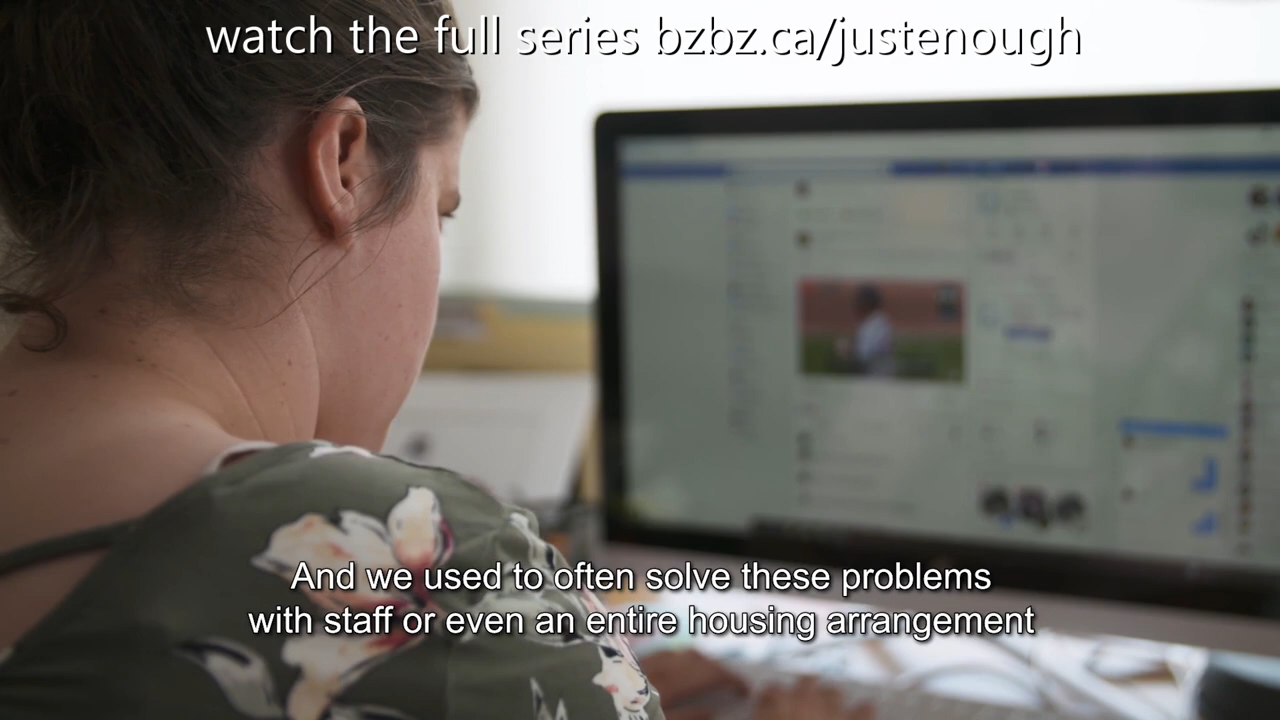 watch the full series bzbz.ca/justenough
And we used to often solve these problems
with staff or even an entire housing arrangement